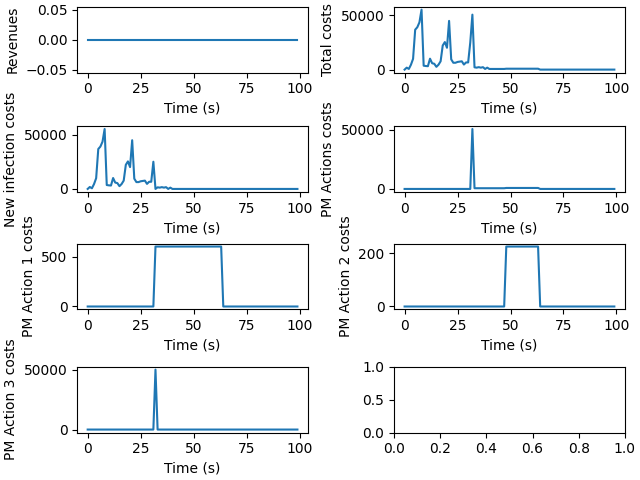 Revenues
0.05
0.00
−0.05
0 25 50 75 100
Time (s)
Total costs
50000
0
0 25 50 75 100
Time (s)
New infection costs
50000
0
0 25 50 75 100
Time (s)
PM Actions costs
50000
0
0 25 50 75 100
Time (s)
PM Action 1 costs
500
0
0 25 50 75 100
Time (s)
PM Action 2 costs
200
0
0 25 50 75 100
Time (s)
PM Action 3 costs
50000
0
0 25 50 75 100
Time (s)
1.0
0.5
0.0
0.0 0.2 0.4 0.6 0.8 1.0